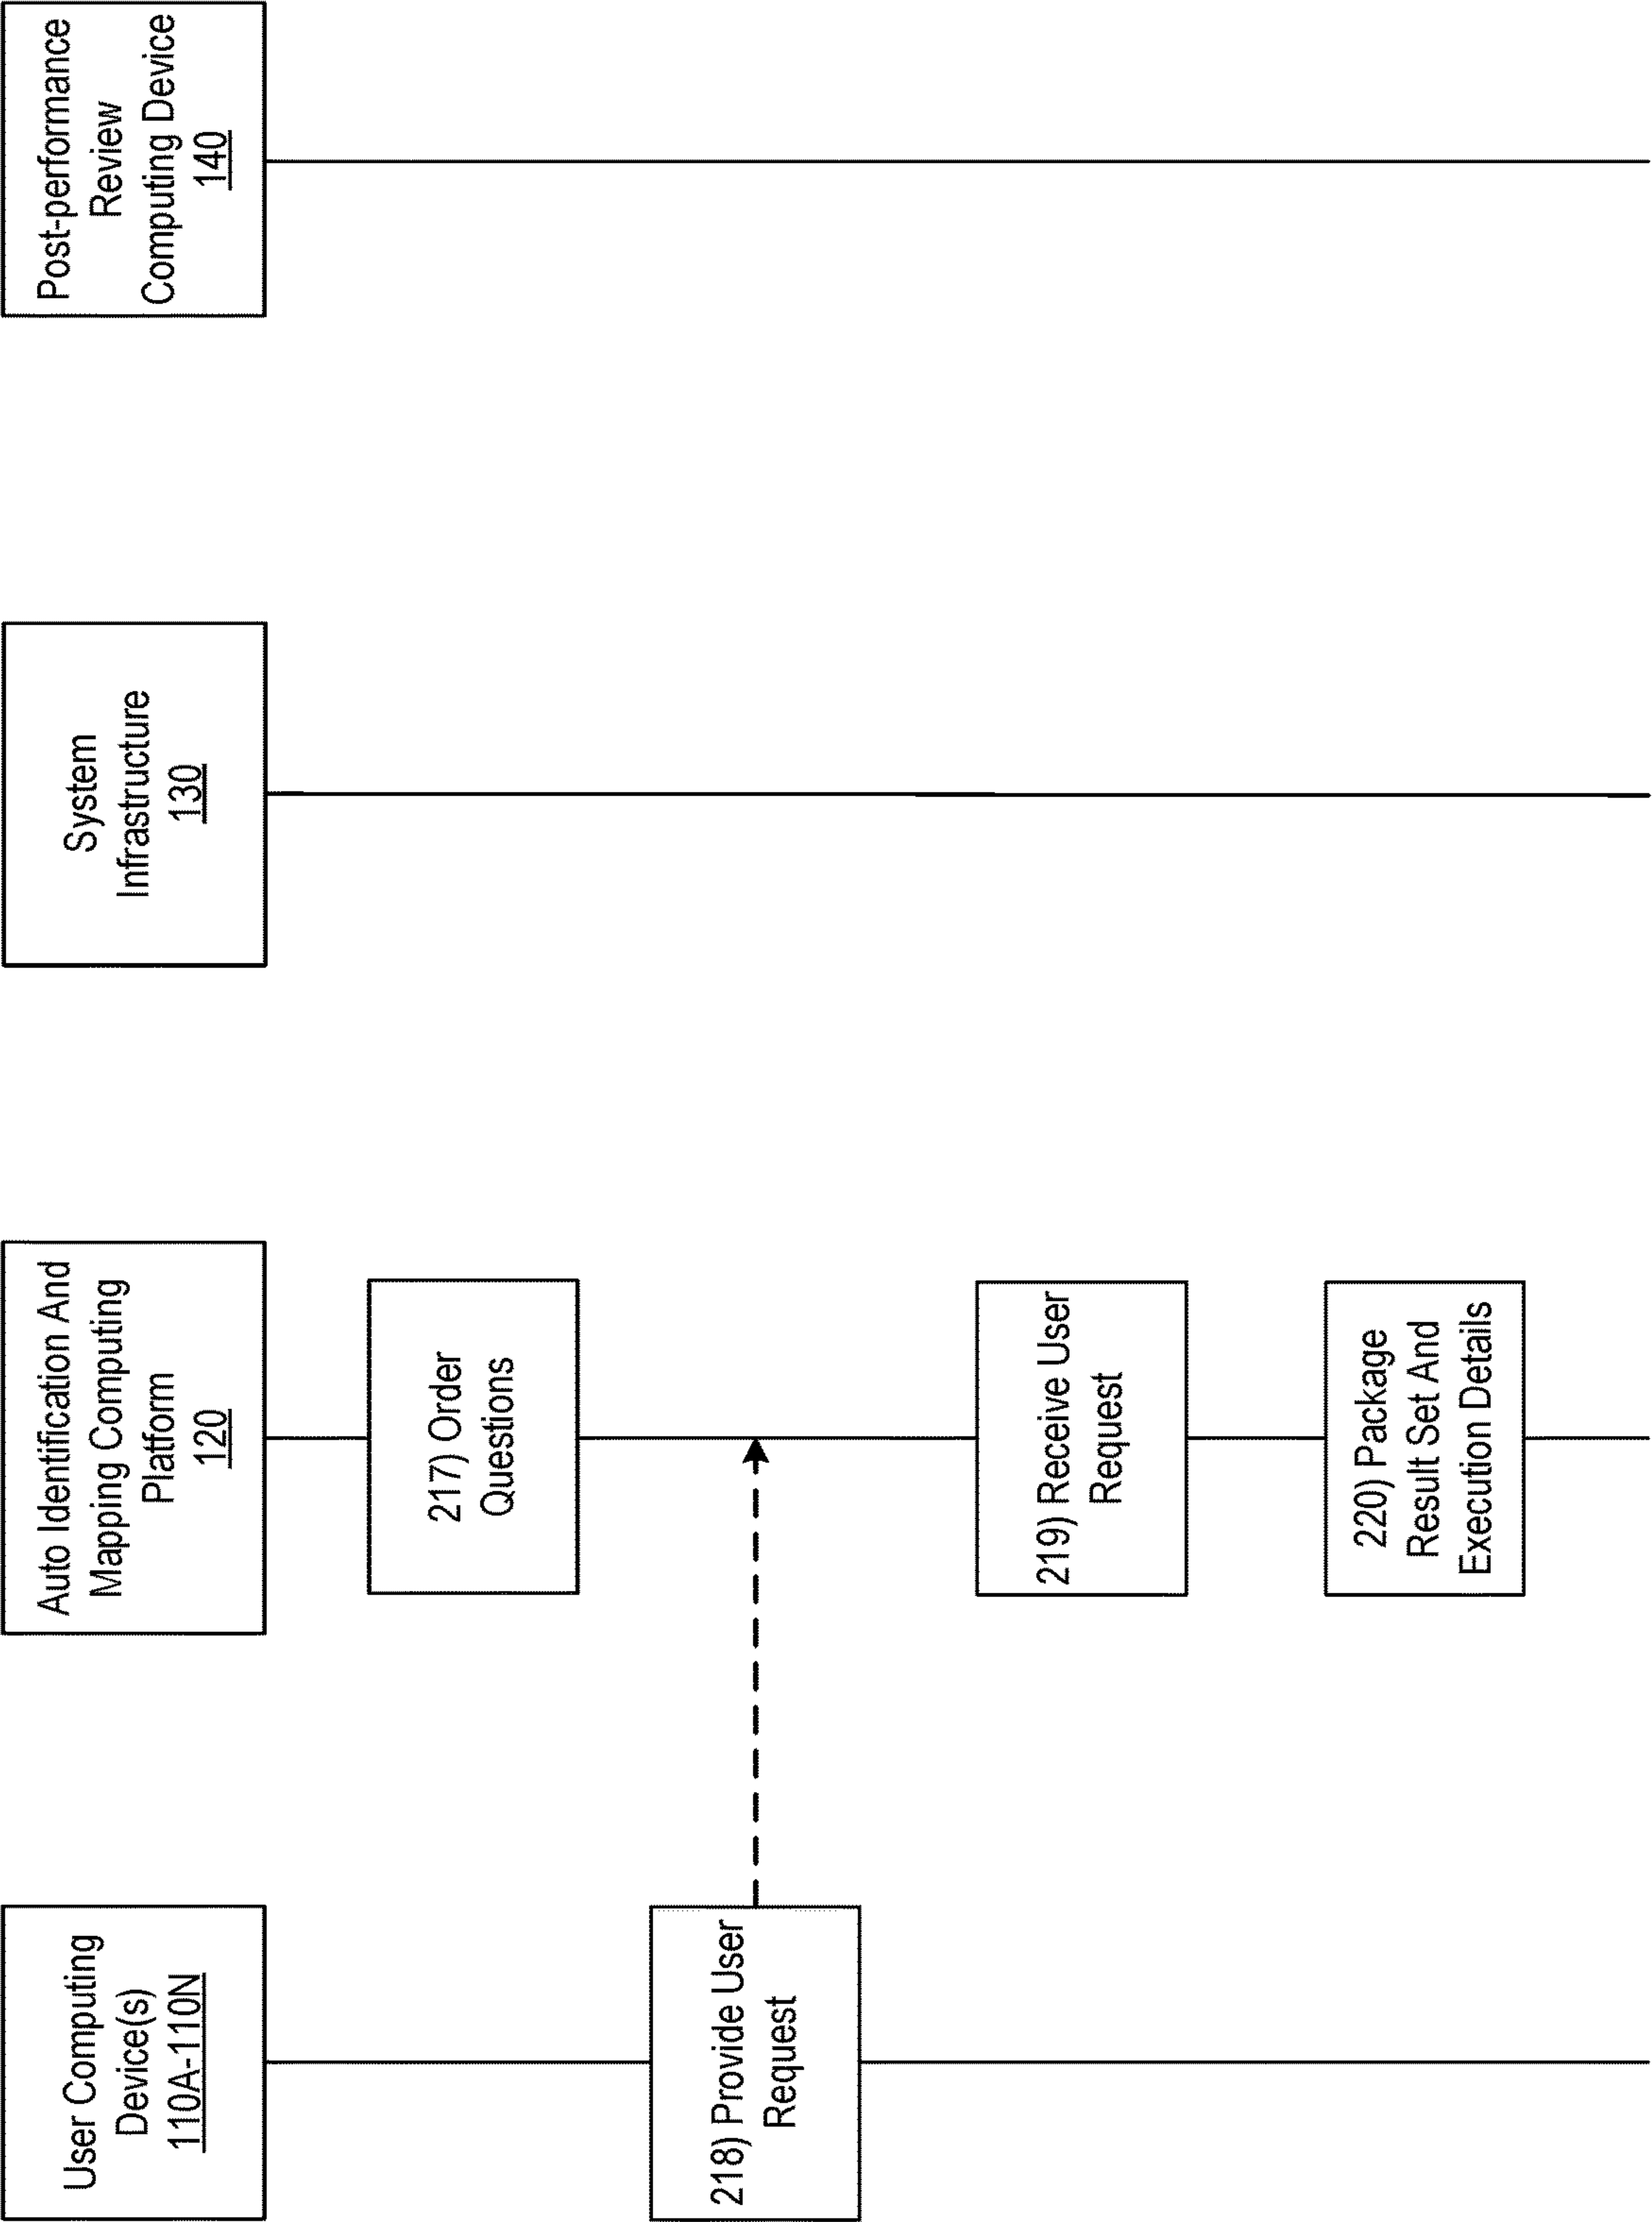 User Computing
Device(s)
110A-110N
Auto Identification And
Mapping Computing
Platform
120
System
Infrastructure
130
Post-performance
Review
Computing Device
140
217) Order
Questions
218) Provide User
Request
219) Receive User
Request
220) Package
Result Set And
Execution Details